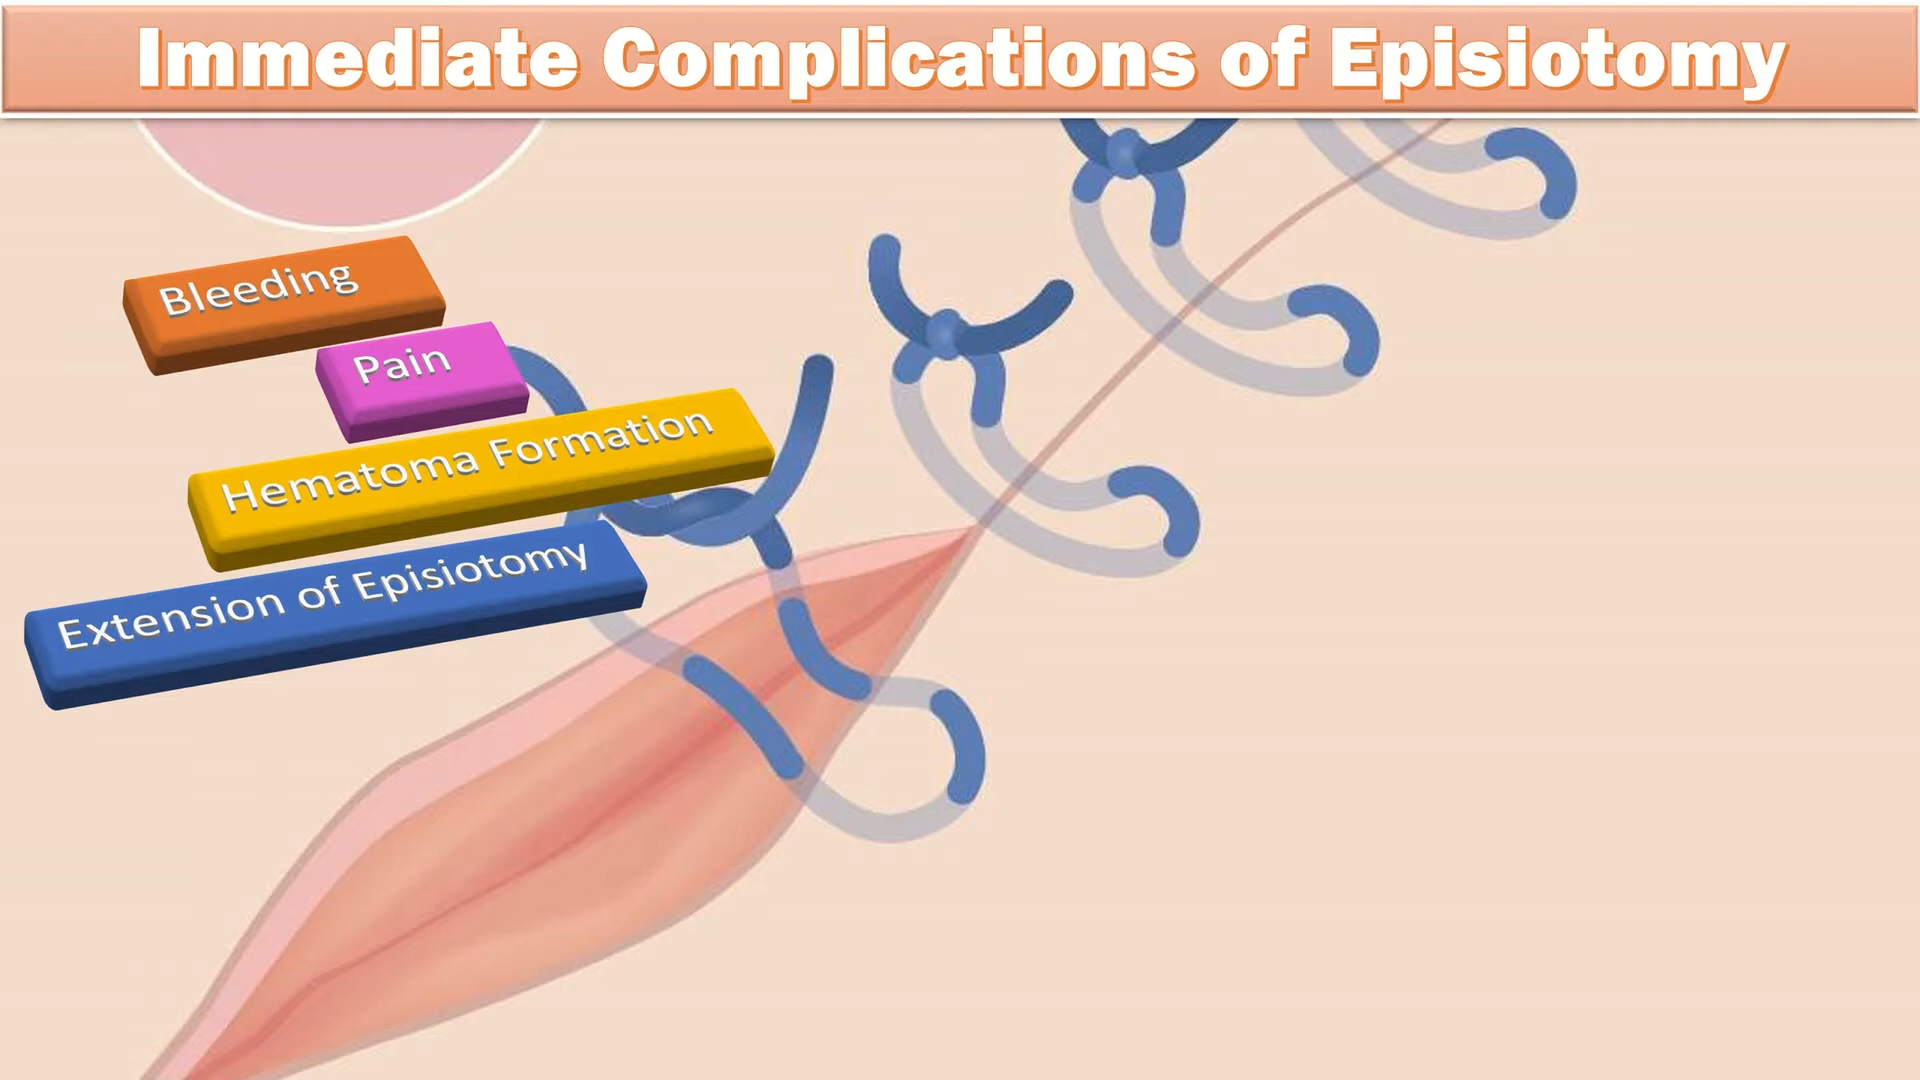 Immediate Complications of Episiotomy
Bleeding
Pain
Hematoma Formation
Extension of Episiotomy